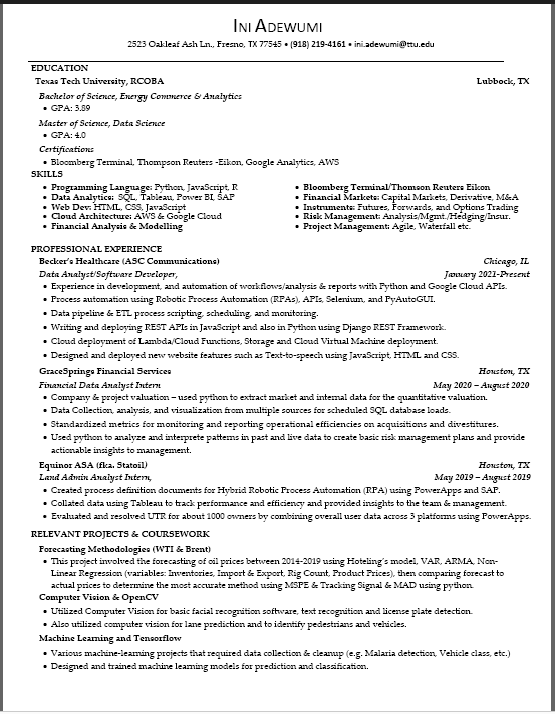 INI ADEWUMI
2523 Oakleaf Ash Ln., Fresno, TX 77545 • (918) 219-4161 • ini.adewumi@ttu.edu
EDUCATION
Texas Tech University, RCOBA Lubbock, TX
Bachelor of Science, Energy Commerce & Analytics
• GPA: 3.89
Master of Science, Data Science
• GPA: 4.0
Certifications
• Bloomberg Terminal, Thompson Reuters -Eikon, Google Analytics, AWS
SKILLS
• Programming Language: Python, JavaScript, R
• Data Analytics: SQL, Tableau, Power BI, SAP
• Web Dev: HTML, CSS, JavaScript
• Cloud Architecture: AWS & Google Cloud
• Financial Analysis & Modelling
• Bloomberg Terminal/Thomson Reuters Eikon
• Financial Markets: Capital Markets, Derivative, M&A
• Instruments: Futures, Forwards, and Options Trading
• Risk Management: Analysis/Mgmt./Hedging/Insur.
• Project Management: Agile, Waterfall etc.
PROFESSIONAL EXPERIENCE
Becker's Healthcare (ASC Communications) Chicago, IL
Data Analyst/Software Developer, January 2021-Present
• Experience in development, and automation of workflows/analysis & reports with Python and Google Cloud APIs.
• Process automation using Robotic Process Automation (RPAs), APIs, Selenium, and PyAutoGUI.
• Data pipeline & ETL process scripting, scheduling, and monitoring.
• Writing and deploying REST APIs in JavaScript and also in Python using Django REST Framework.
• Cloud deployment of Lambda/Cloud Functions, Storage and Cloud Virtual Machine deployment.
• Designed and deployed new website features such as Text-to-speech using JavaScript, HTML and CSS.
GraceSprings Financial Services Houston, TX
Financial Data Analyst Intern May 2020 – August 2020
• Company & project valuation – used python to extract market and internal data for the quantitative valuation.
• Data Collection, analysis, and visualization from multiple sources for scheduled SQL database loads.
• Standardized metrics for monitoring and reporting operational efficiencies on acquisitions and divestitures.
• Used python to analyze and interpret patterns in past and live data to create basic risk management plans and provide
actionable insights to management.
Equinor ASA (fka. Statoil) Houston, TX
Land Admin Analyst Intern, May 2019 – August 2019
• Created process definition documents for Hybrid Robotic Process Automation (RPA) using PowerApps and SAP.
• Collated data using Tableau to track performance and efficiency and provided insights to the team & management.
• Evaluated and resolved UTR for about 1000 owners by combining overall user data across 3 platforms using PowerApps.
RELEVANT PROJECTS & COURSEWORK
Forecasting Methodologies (WTI & Brent)
• This project involved the forecasting of oil prices between 2014-2019 using Hoteling's modell, VAR, ARMA, Non-
Linear Regression (variables: Inventories, Import & Export, Rig Count, Product Prices), then comparing forecast to
actual prices to determine the most accurate method using MSPE & Tracking Signal & MAD using python.
Computer Vision & OpenCV
• Utilized Computer Vision for basic facial recognition software, text recognition and license plate detection.
• Also utilized computer vision for lane prediction and to identify pedestrians and vehicles.
Machine Learning and Tensorflow
• Various machine-learning projects that required data collection & cleanup (e.g. Malaria detection, Vehicle class, etc.)
• Designed and trained machine learning models for prediction and classification.